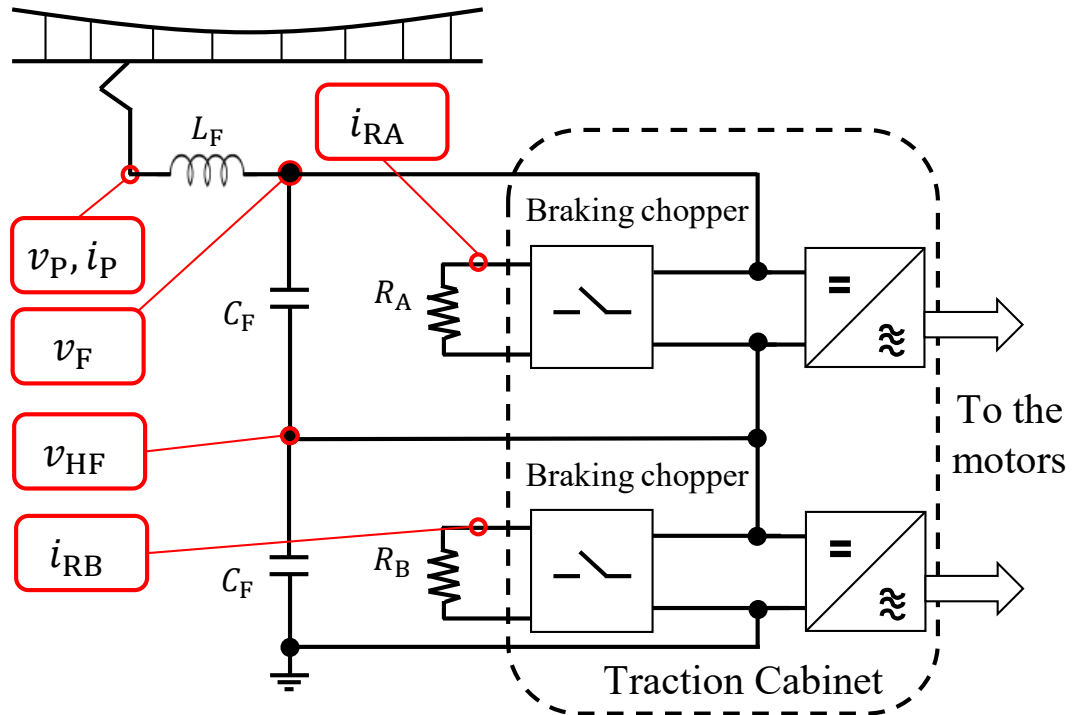 L_F
i_RA
Braking chopper
v_P, i_P
R_A
C_F
v_F
To the
motors
v_HF
Braking chopper
i_RB
R_B
C_F
Traction Cabinet